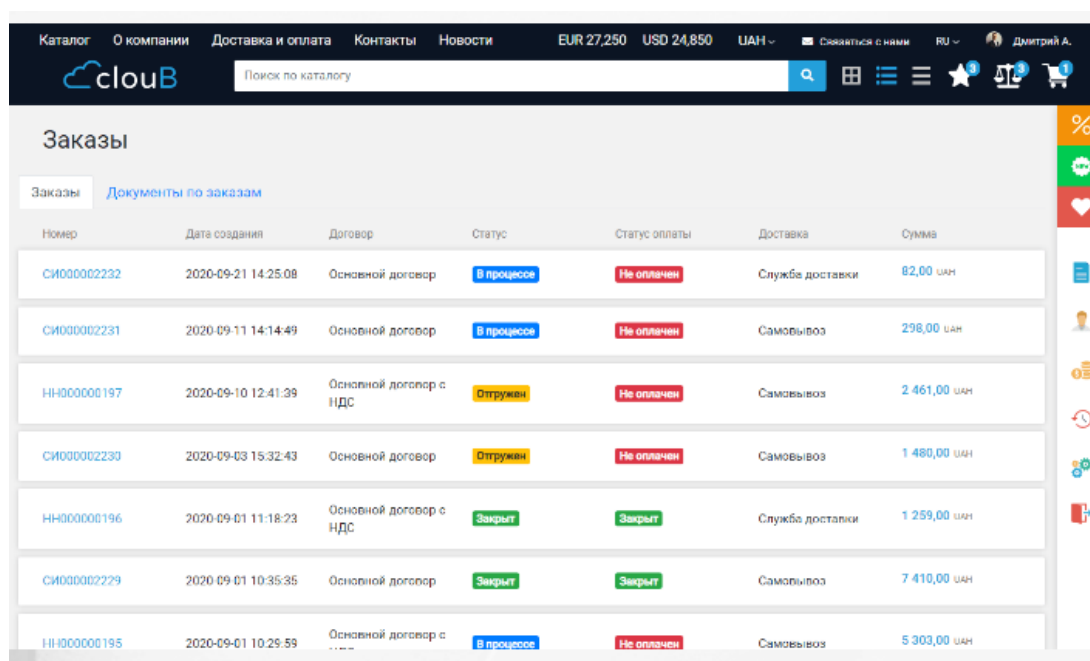 Каталог О компании Доставка и оплата Контакты Новости EUR 27,250 USD 24,850 UAH Связаться с нами RU Дмитрий А.
clouB Поиск по каталогу 3 3 1
%
Заказы
Заказы Документы по заказам
Номер Дата создания Договор Статус Статус оплаты Доставка Сумма
СИ000002232 2020-09-21 14:25:08 Основной договор В процессе Не оплачен Служба доставки 82,00 UAH
СИ000002231 2020-09-11 14:14:49 Основной договор В процессе Не оплачен Самовывоз 298,00 UAH
НН000000197 2020-09-10 12:41:39 Основной договор с НДС Отгружен Не оплачен Самовывоз 2 461,00 UAH
СИ000002230 2020-09-03 15:32:43 Основной договор Отгружен Не оплачен Самовывоз 1 480,00 UAH
НН000000196 2020-09-01 11:18:23 Основной договор с НДС Закрыт Закрыт Служба доставки 1 259,00 UAH
СИ000002229 2020-09-01 10:35:35 Основной договор Закрыт Закрыт Самовывоз 7 410,00 UAH
НН000000195 2020-09-01 10:29:59 Основной договор с В процессе Не оплачен Самовывоз 5 303,00 UAH